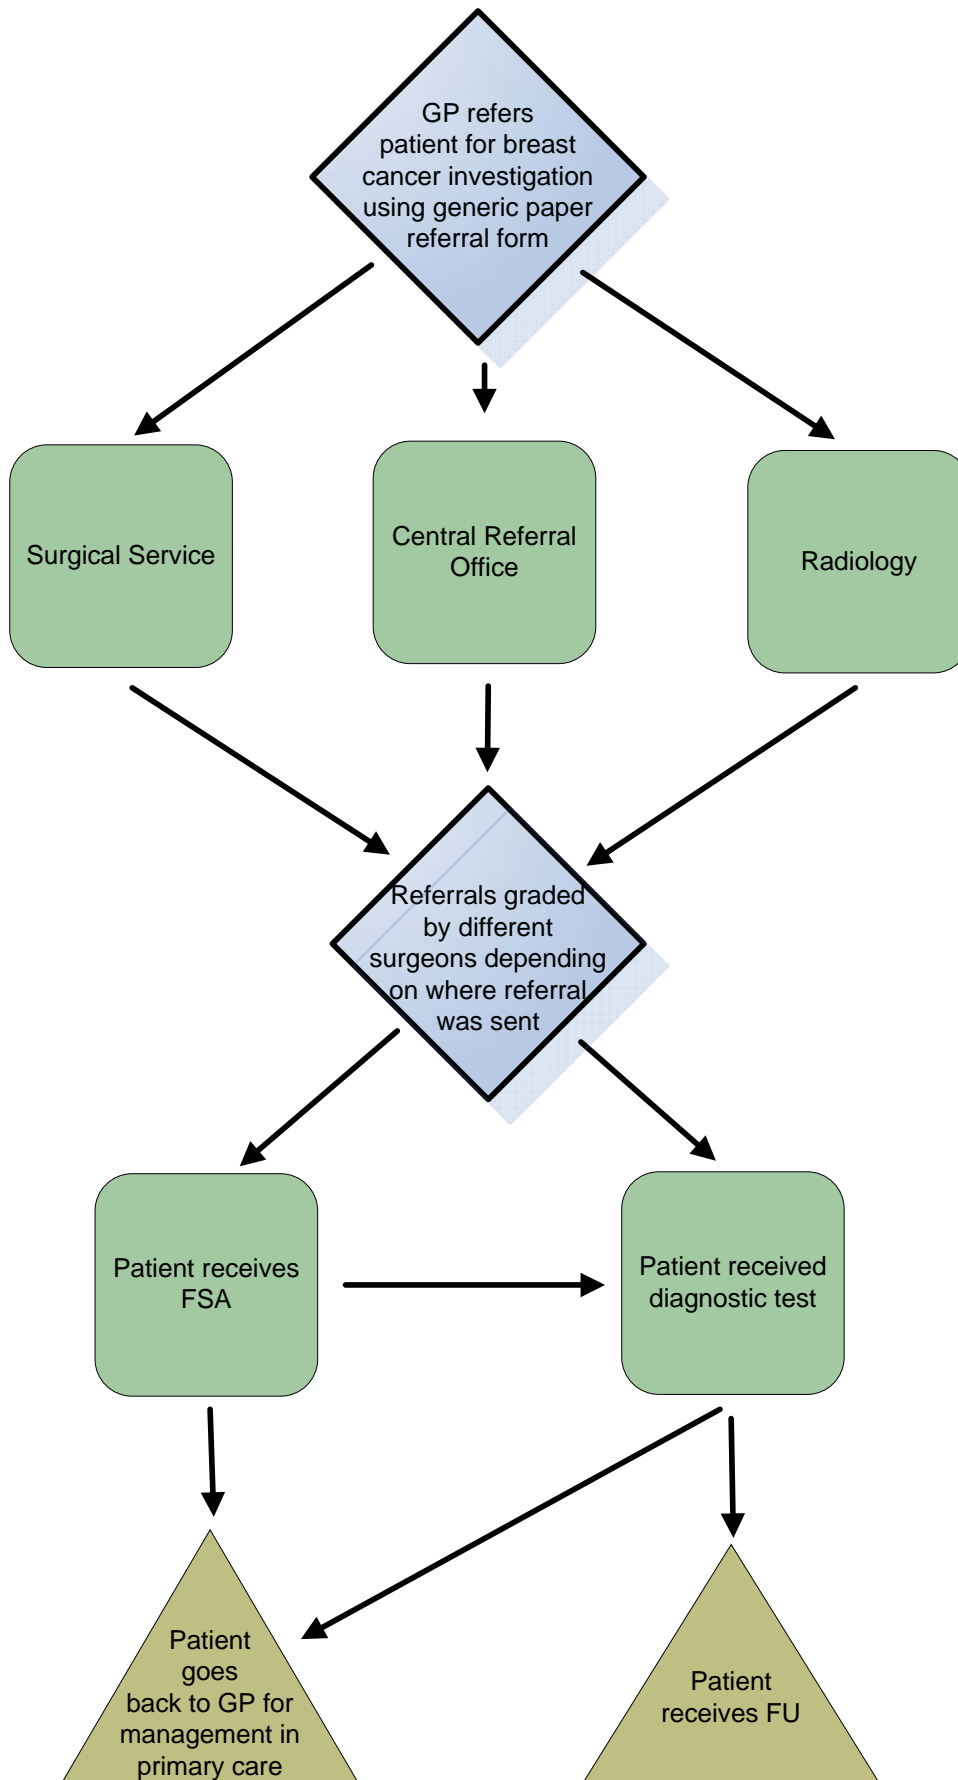 GP refers
patient for breast
cancer investigation
using generic paper
referral form
Surgical Service
Central Referral
Office
Radiology
Referrals graded
by different
surgeons depending
on where referral
was sent
Patient receives
FSA
Patient received
diagnostic test
Patient
goes
back to GP for
management in
primary care
Patient
receives FU